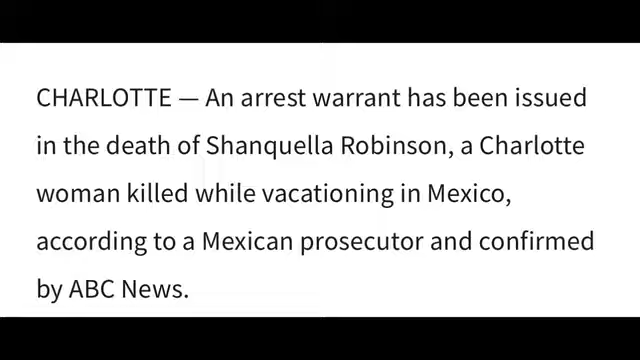 CHARLOTTE — An arrest warrant has been issued
in the death of Shanquella Robinson, a Charlotte
woman killed while vacationing in Mexico,
according to a Mexican prosecutor and confirmed
by ABC News.